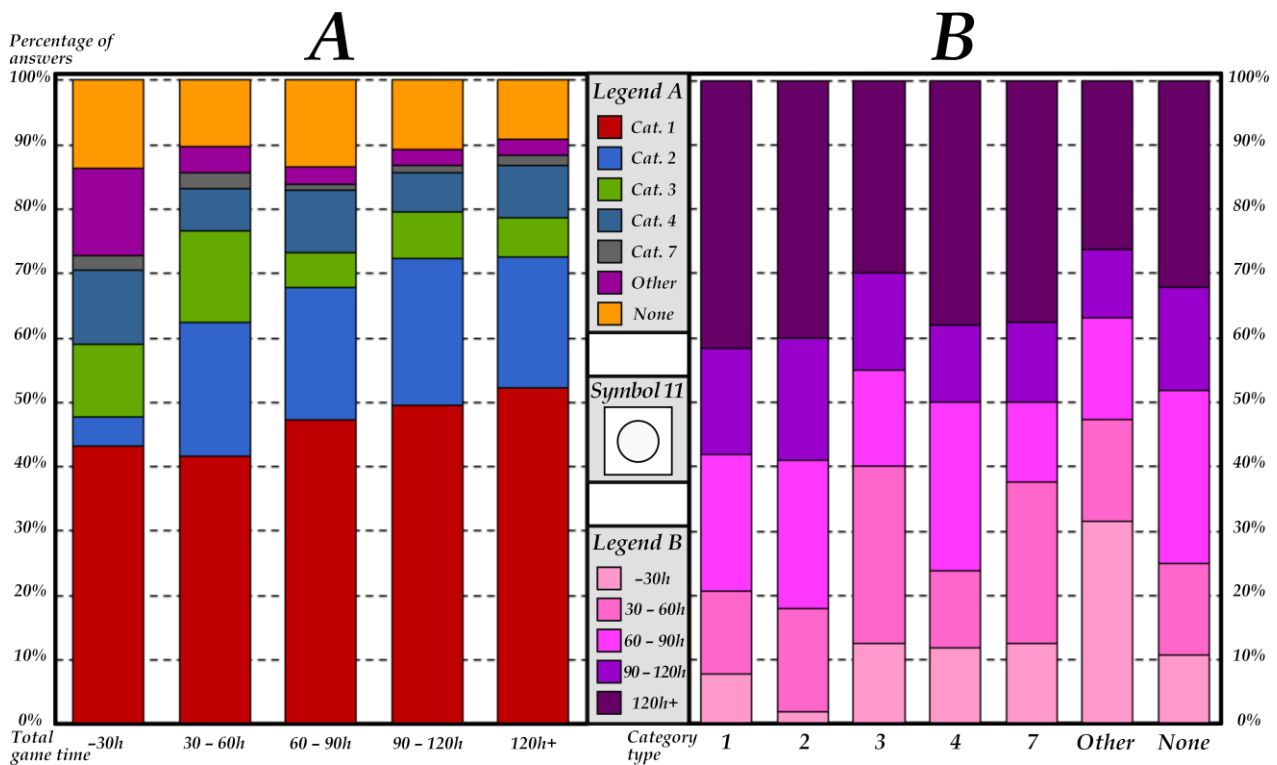 A
B
Percentage of
answers
100%
90%
80%
70%
60%
50%
40%
30%
20%
10%
0%
Total
game time
–30h
30 – 60h
60 – 90h
90 – 120h
120h+
Legend A
Cat. 1
Cat. 2
Cat. 3
Cat. 4
Cat. 7
Other
None
Symbol 11
Legend B
–30h
30 – 60h
60 – 90h
90 – 120h
120h+
Category
type
1
2
3
4
7
Other
None
100%
90%
80%
70%
60%
50%
40%
30%
20%
10%
0%